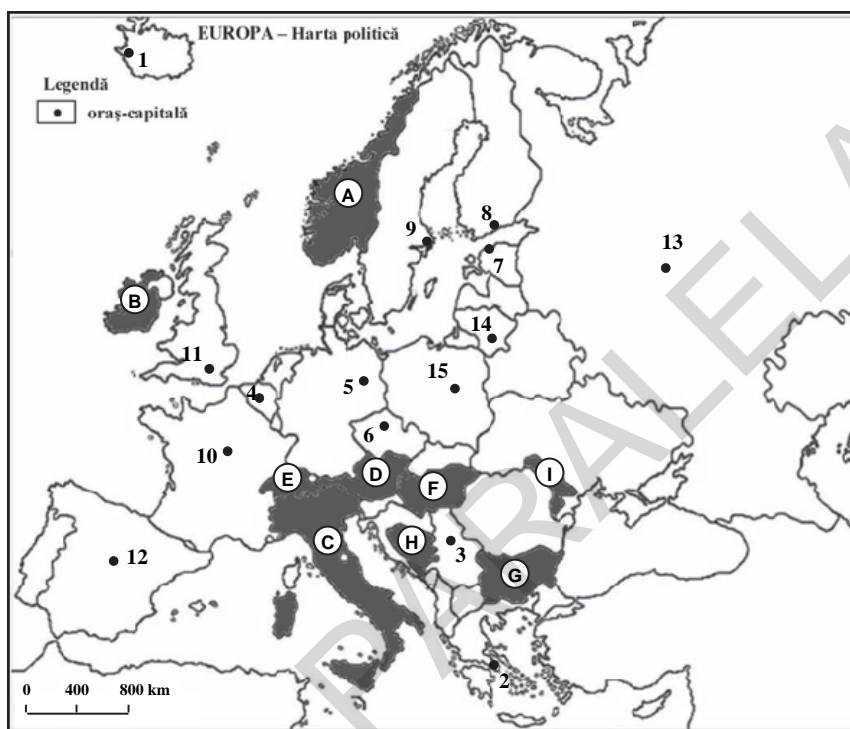 EUROPA – Harta politică
1
Legendă
oraș-capitală
A
8
9
7
13
B
14
11
5
15
4
6
10
E
D
F
I
C
H
3
G
12
2
0 400 800 km
PARALELA